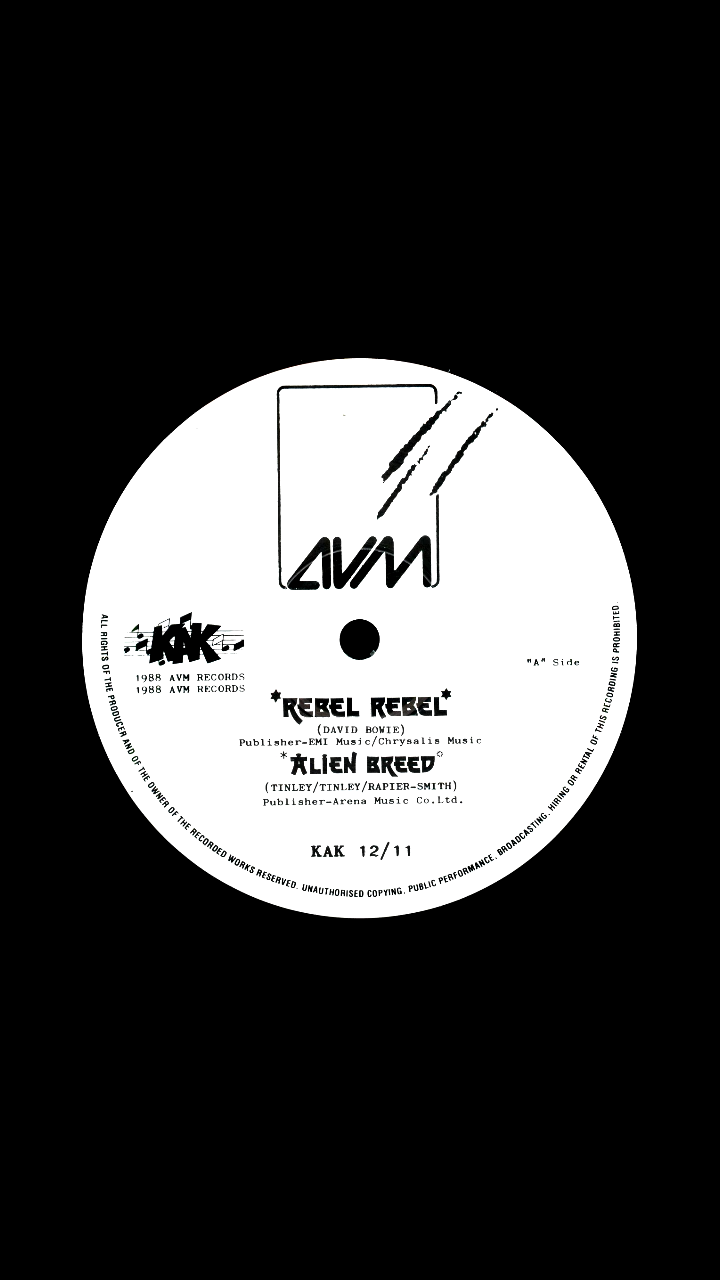 AVM
KAK
1988 AVM RECORDS
1988 AVM RECORDS
"A" Side
*REBEL REBEL*
(DAVID BOWIE)
Publisher-EMI Music/Chrysalis Music
*ALIEN BREED°
(TINLEY/TINLEY/RAPIER-SMITH)
Publisher-Arena Music Co.Ltd.
KAK 12/11
ALL RIGHTS OF THE PRODUCER AND OF THE OWNER OF THE RECORDED WORKS RESERVED. UNAUTHORISED COPYING. PUBLIC PERFORMANCE. BROADCASTING. HIRING OR RENTAL OF THIS RECORDING IS PROHIBITED.